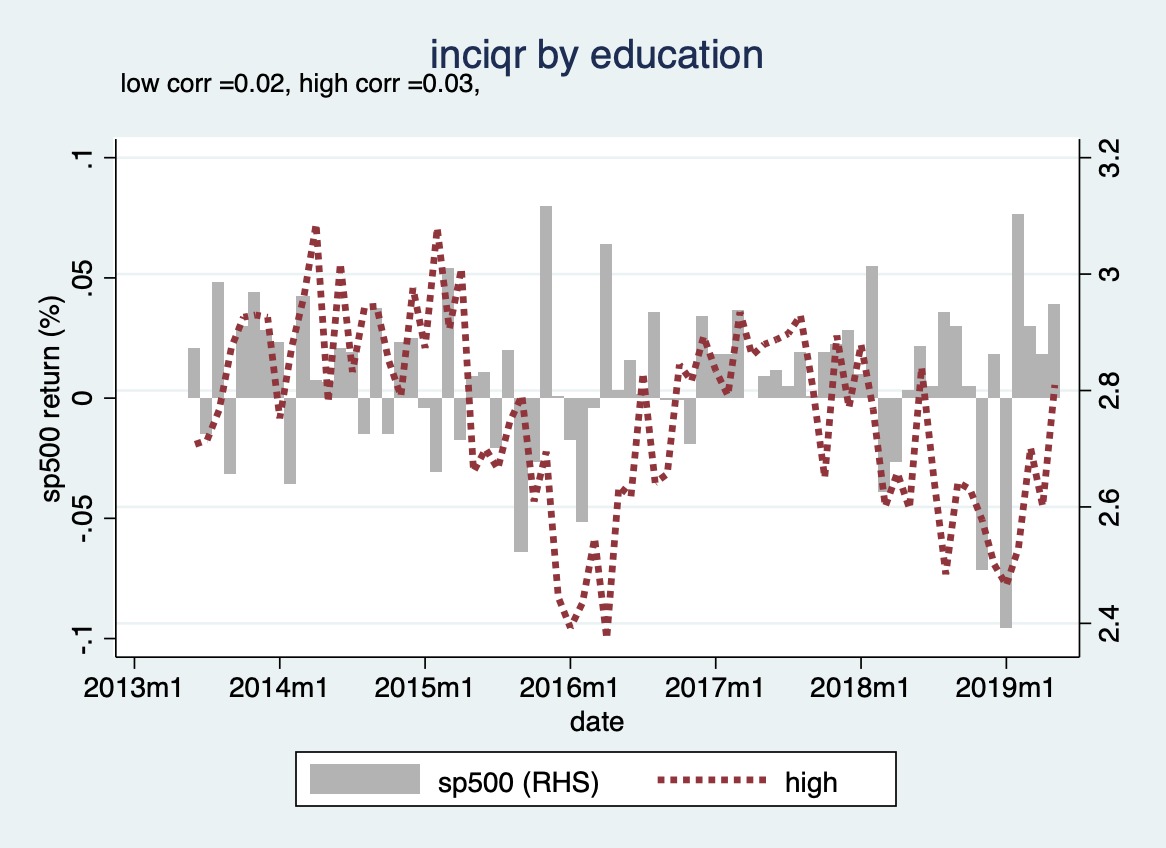 inciqr by education
low corr =0.02, high corr =0.03,
.1
.05
0
-.05
-.1
sp500 return (%)
3.2
3
2.8
2.6
2.4
2013m1 2014m1 2015m1 2016m1 2017m1 2018m1 2019m1
date
sp500 (RHS) high